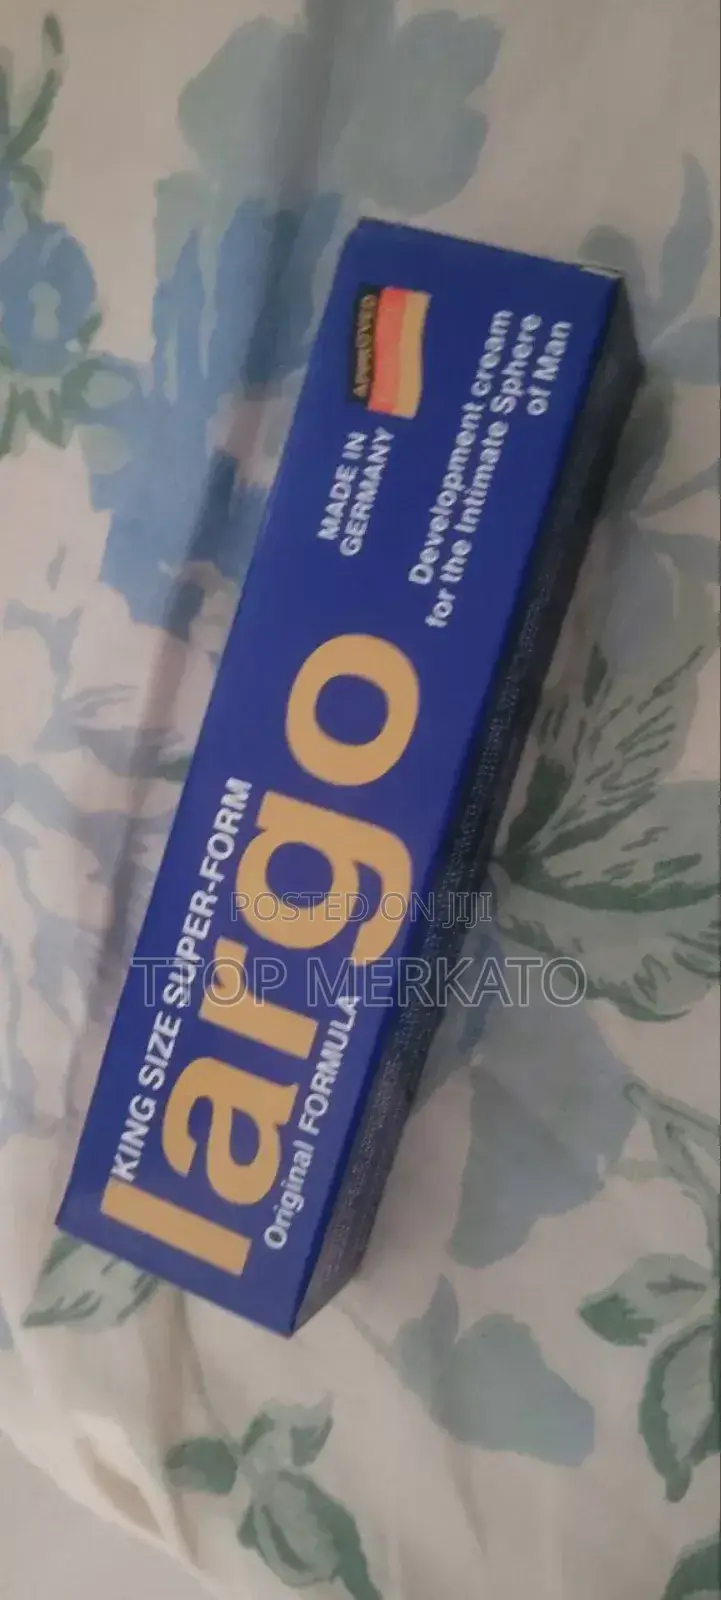 KING SIZE SUPER-FORM
largo
Original FORMULA
MADE IN
GERMANY
APPROVED
Development cream
for the Intimate Sphere
of Man
POSTED ON JIJI
TTOP MERKATO